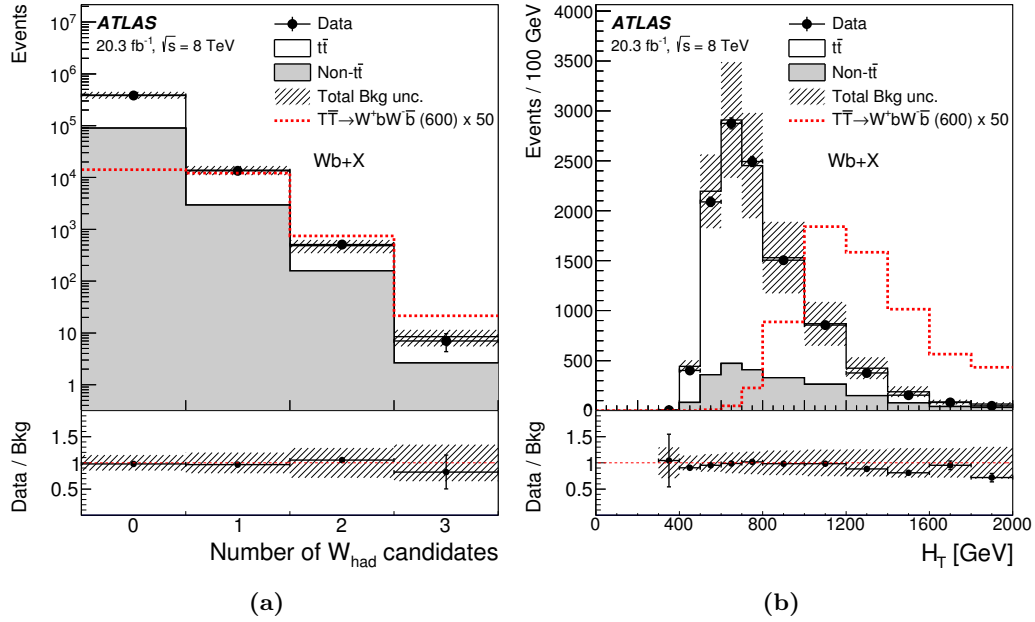 Events
10⁷
10⁶
10⁵
10⁴
10³
10²
10
1
ATLAS
20.3 fb⁻¹, √s = 8 TeV
Data
tt̄
Non-tt̄
Total Bkg unc.
TT̄→W⁺bW⁻b̄ (600) x 50
Wb+X
Data / Bkg
1.5
1
0.5
0 1 2 3
Number of W_had candidates
(a)
Events / 100 GeV
4000
3500
3000
2500
2000
1500
1000
500
0
ATLAS
20.3 fb⁻¹, √s = 8 TeV
Data
tt̄
Non-tt̄
Total Bkg unc.
TT̄→W⁺bW⁻b̄ (600) x 50
Wb+X
Data / Bkg
1.5
1
0.5
0 400 800 1200 1600 2000
H_T [GeV]
(b)